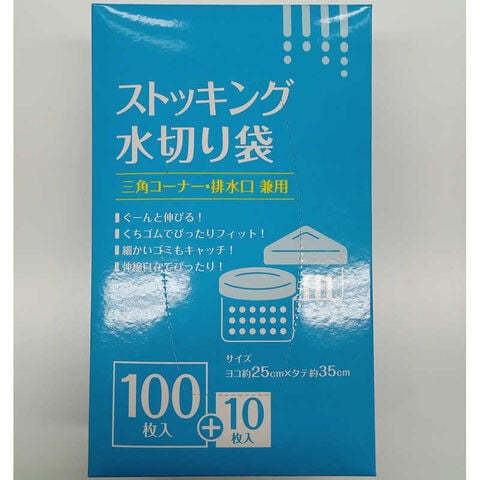 ストッキング
水切り袋
三角コーナー・排水口 兼用
ぐーんと伸びる！
くちゴムでぴったりフィット！
細かいゴミもキャッチ！
伸縮自在でぴったり！
サイズ
ヨコ約25cm×タテ約35cm
100
枚入
+
10
枚入